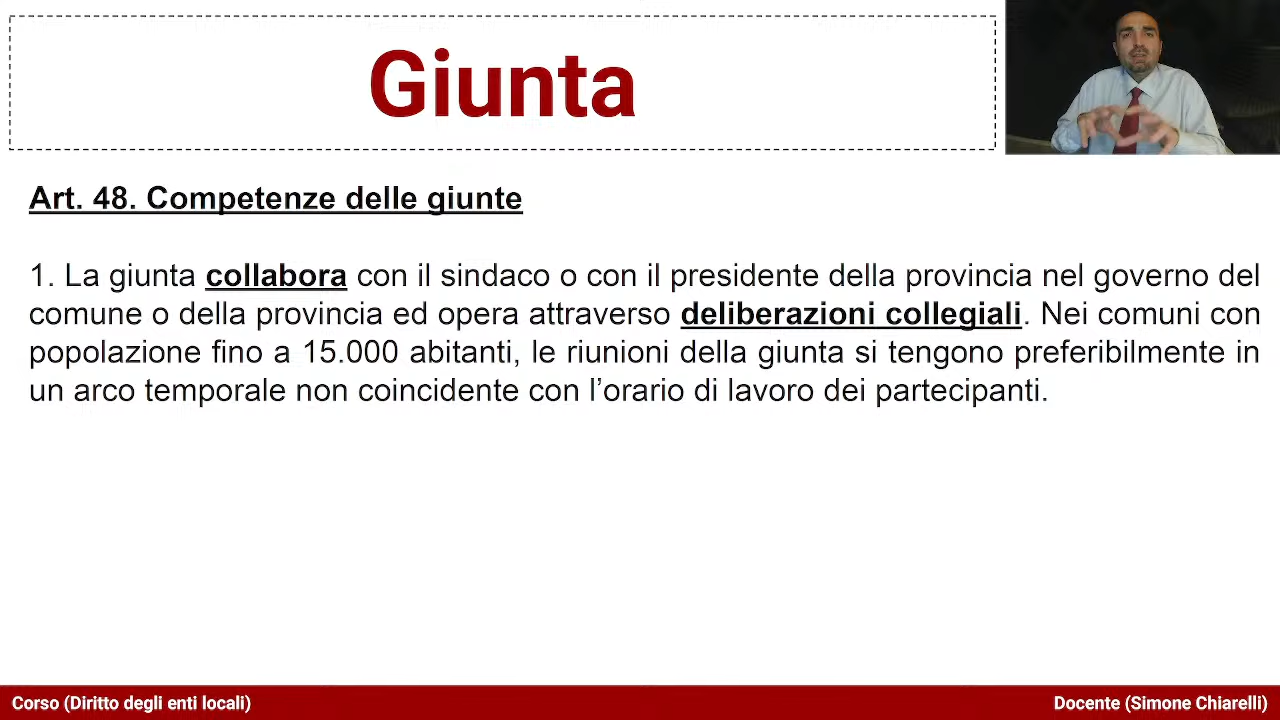 Giunta
Art. 48. Competenze delle giunte
1. La giunta collabora con il sindaco o con il presidente della provincia nel governo del
comune o della provincia ed opera attraverso deliberazioni collegiali. Nei comuni con
popolazione fino a 15.000 abitanti, le riunioni della giunta si tengono preferibilmente in
un arco temporale non coincidente con l’orario di lavoro dei partecipanti.
Corso (Diritto degli enti locali)
Docente (Simone Chiarelli)